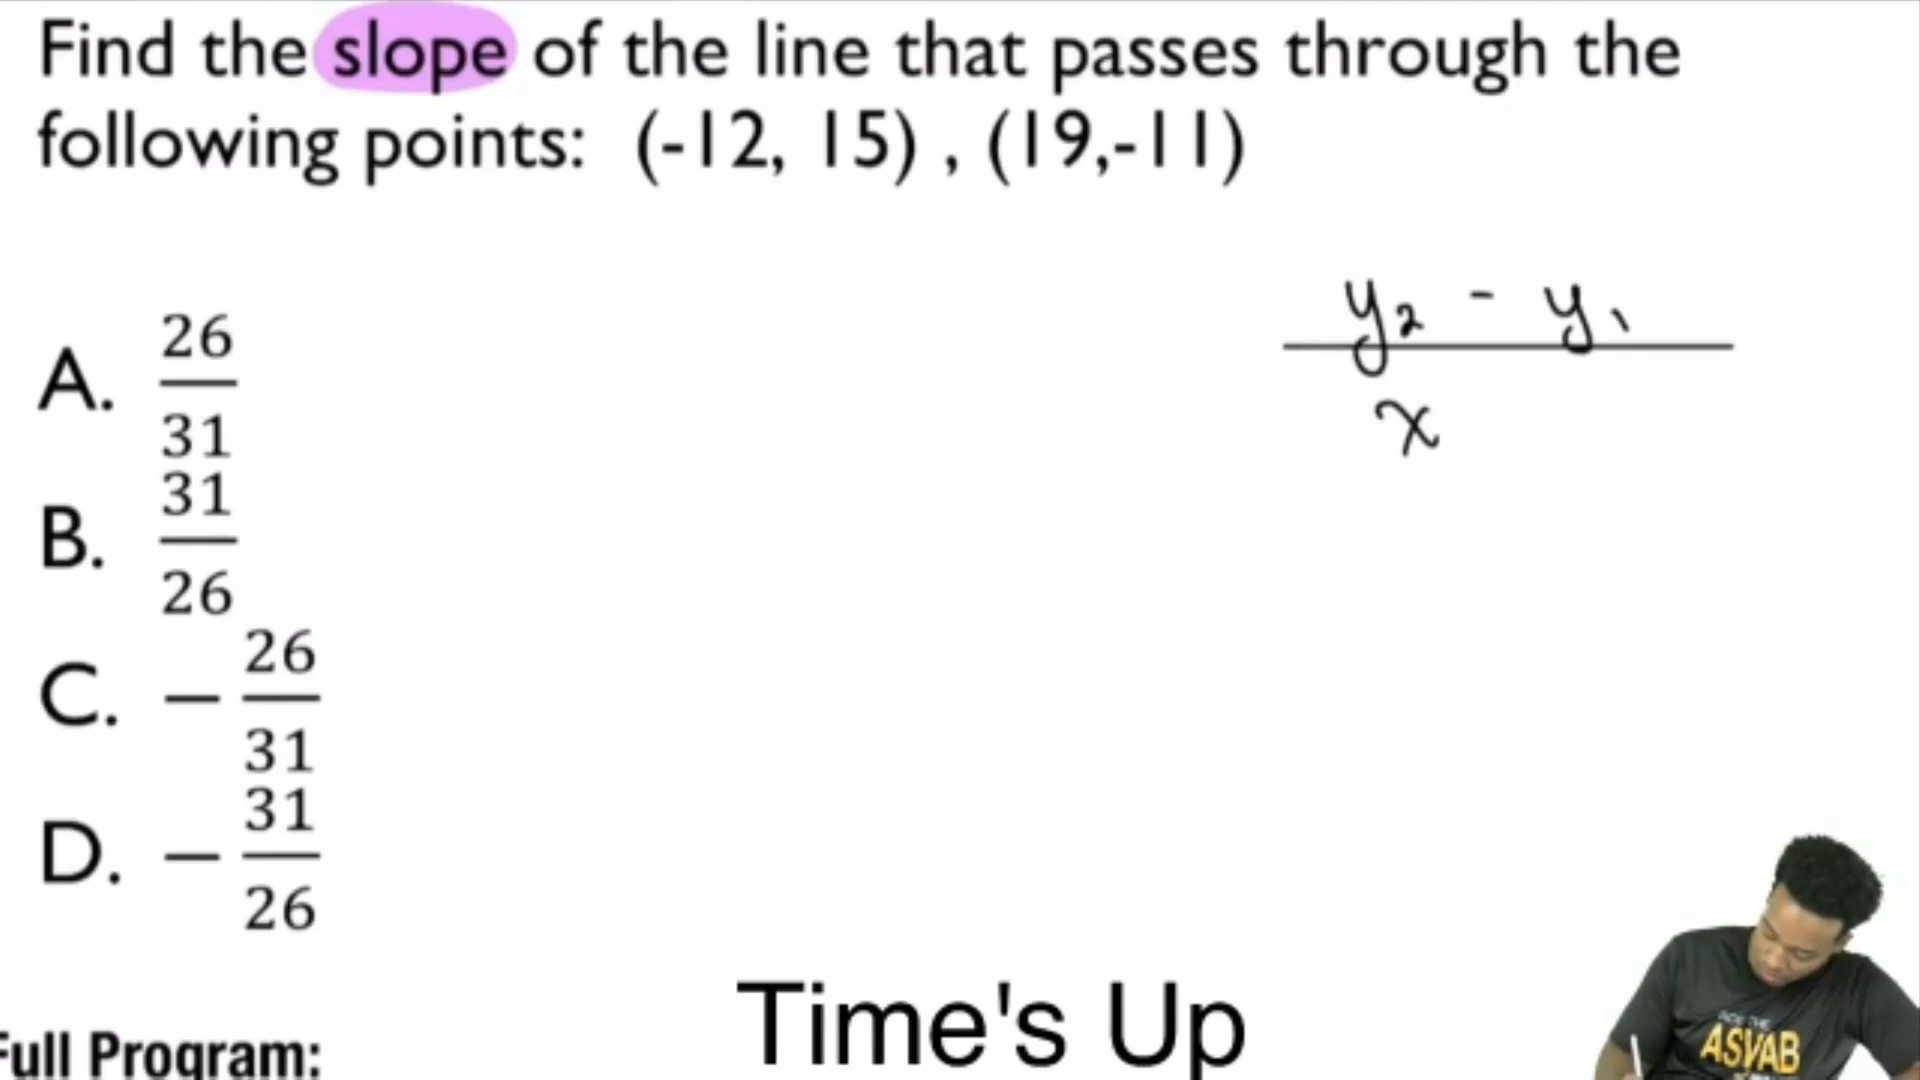 Find the slope of the line that passes through the
following points: (-12, 15) , (19,-11)
y₂ - y₁
x
A. 26
31
B. 31
26
C. − 26
31
D. − 31
26
Time's Up
Full Program:
ASVAB